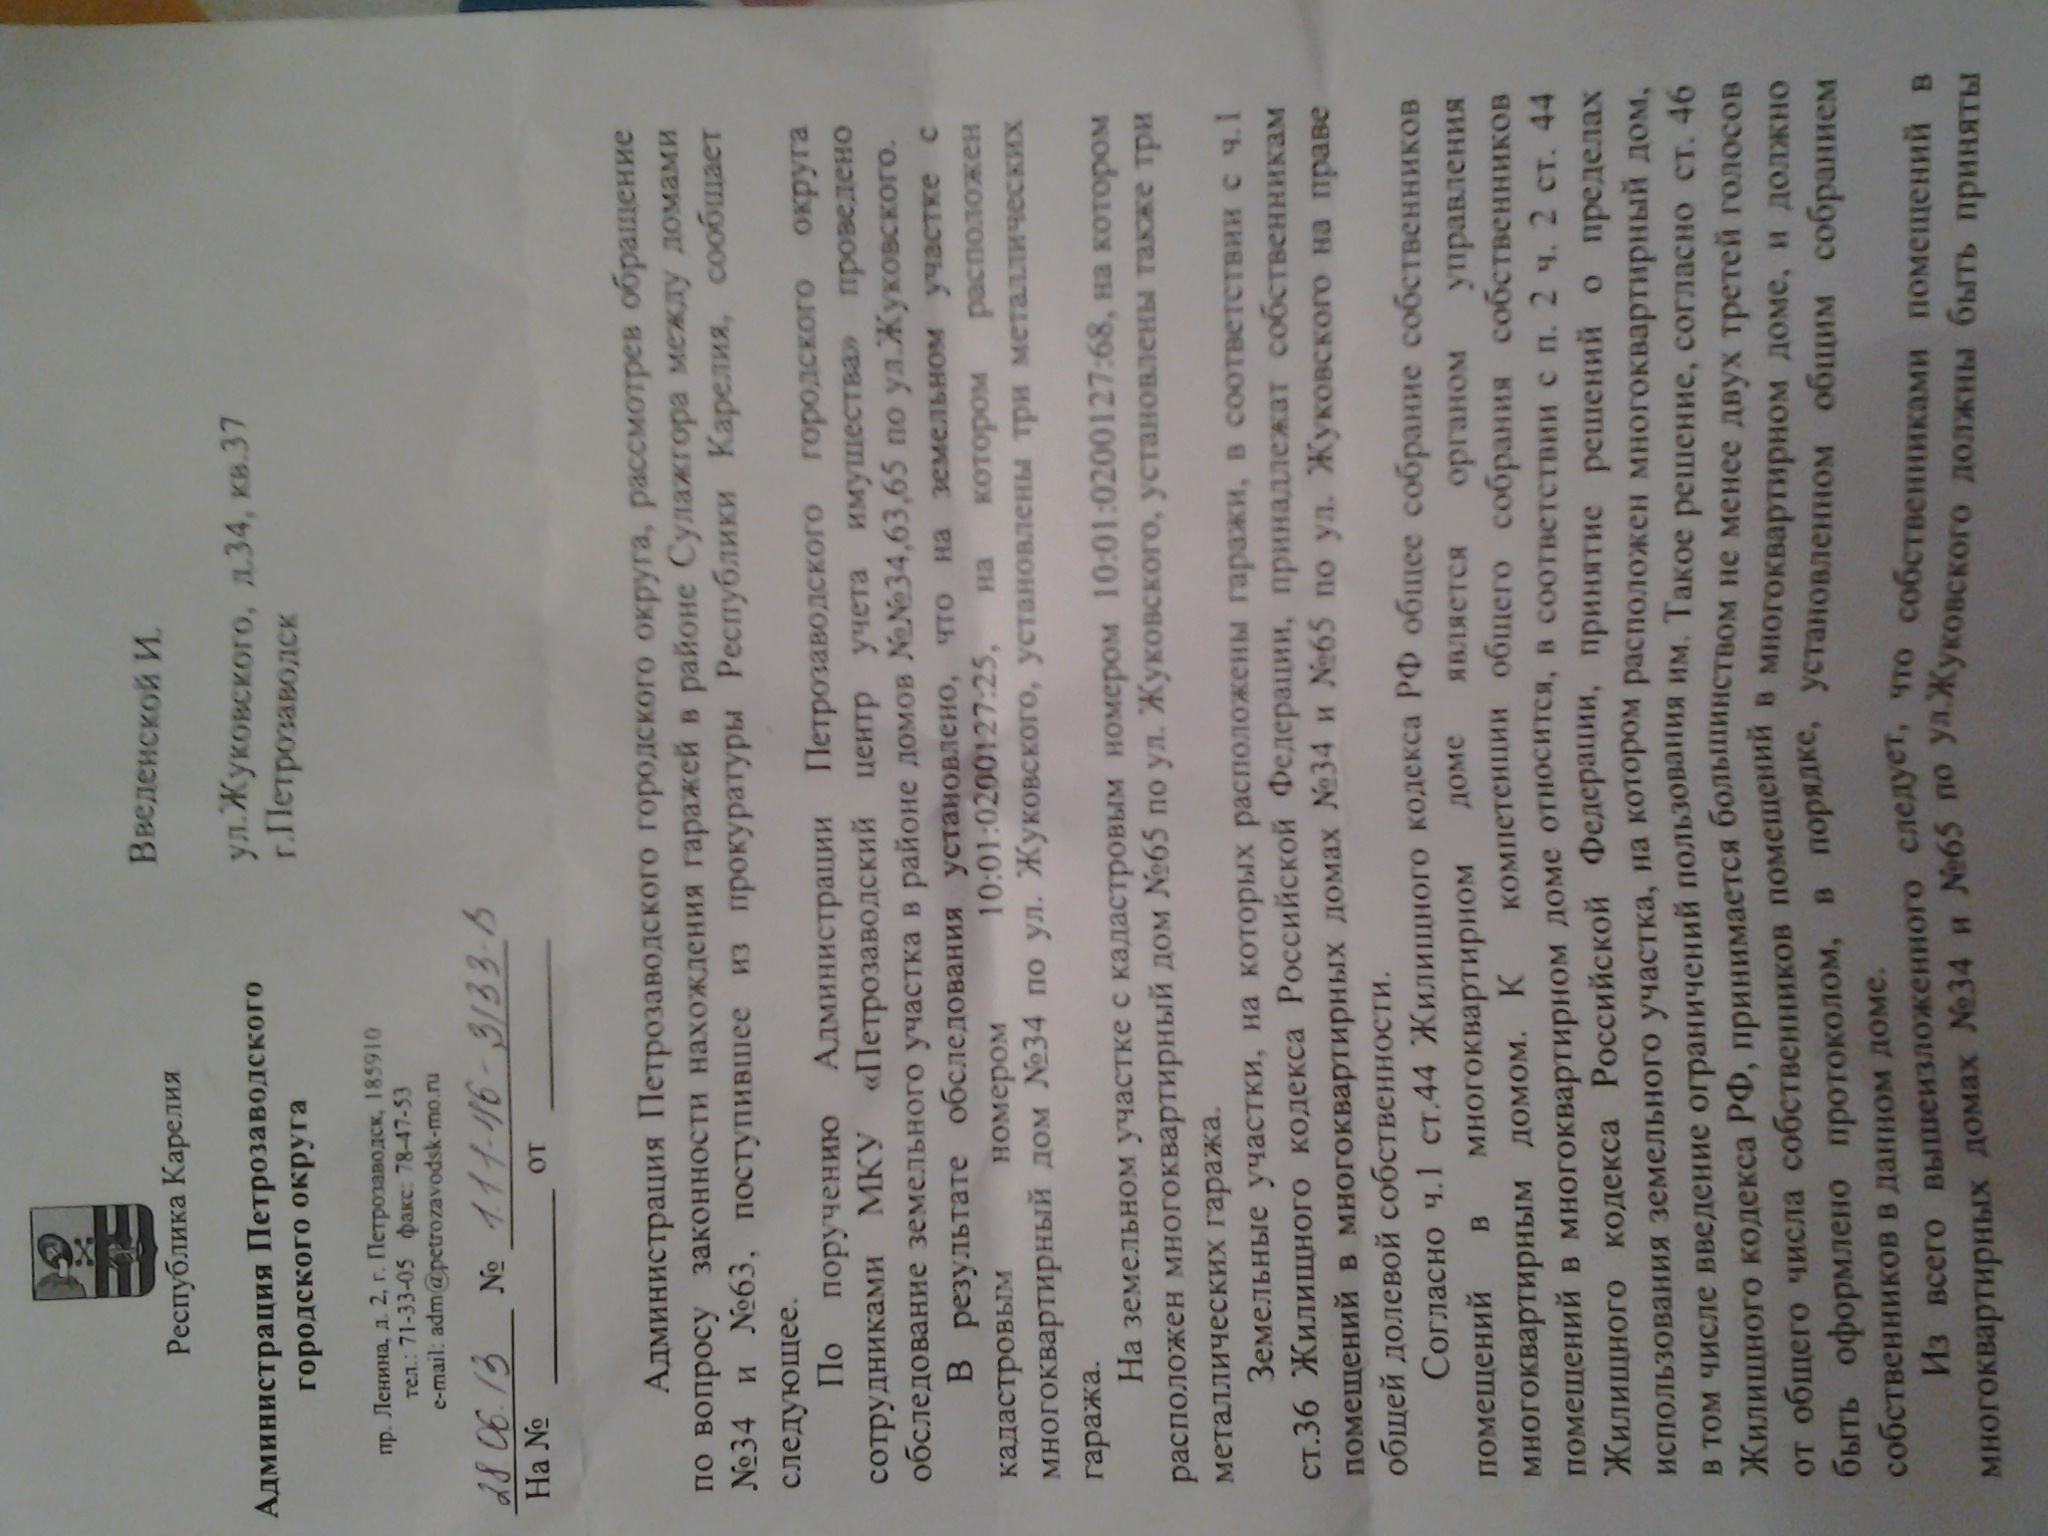 Республика Карелия
Администрация Петрозаводского
городского округа
пр. Ленина, д. 2, г. Петрозаводск, 185910
тел.: 71-33-05 факс: 78-47-53
e-mail: adm@petrozavodsk-mo.ru
28.06.13 № 1.1.1-16-3133-В
На № от
Введенской И.
ул.Жуковского, д.34, кв.37
г.Петрозаводск
Администрация Петрозаводского городского округа, рассмотрев обращение
по вопросу законности нахождения гаражей в районе Сулажгора между домами
№34 и №63, поступившее из прокуратуры Республики Карелия, сообщает
следующее.
По поручению Администрации Петрозаводского городского округа
сотрудниками МКУ «Петрозаводский центр учета имущества» проведено
обследование земельного участка в районе домов №№34,63,65 по ул.Жуковского.
В результате обследования установлено, что на земельном участке с
кадастровым номером 10:01:0200127:25, на котором расположен
многоквартирный дом №34 по ул. Жуковского, установлены три металлических
гаража.
На земельном участке с кадастровым номером 10:01:0200127:68, на котором
расположен многоквартирный дом №65 по ул. Жуковского, установлены также три
металлических гаража.
Земельные участки, на которых расположены гаражи, в соответствии с ч.1
ст.36 Жилищного кодекса Российской Федерации, принадлежат собственникам
помещений в многоквартирных домах №34 и №65 по ул. Жуковского на праве
общей долевой собственности.
Согласно ч.1 ст.44 Жилищного кодекса РФ общее собрание собственников
помещений в многоквартирном доме является органом управления
многоквартирным домом. К компетенции общего собрания собственников
помещений в многоквартирном доме относится, в соответствии с п. 2 ч. 2 ст. 44
Жилищного кодекса Российской Федерации, принятие решений о пределах
использования земельного участка, на котором расположен многоквартирный дом,
в том числе введение ограничений пользования им. Такое решение, согласно ст. 46
Жилищного кодекса РФ, принимается большинством не менее двух третей голосов
от общего числа собственников помещений в многоквартирном доме, и должно
быть оформлено протоколом, в порядке, установленном общим собранием
собственников в данном доме.
Из всего вышеизложенного следует, что собственниками помещений в
многоквартирных домах №34 и №65 по ул.Жуковского должны быть приняты